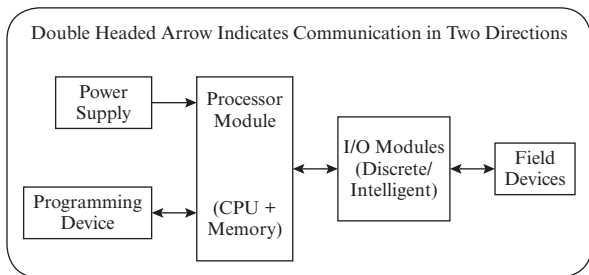 Double Headed Arrow Indicates Communication in Two Directions
Power
Supply
Processor
Module
(CPU +
Memory)
Programming
Device
I/O Modules
(Discrete/
Intelligent)
Field
Devices